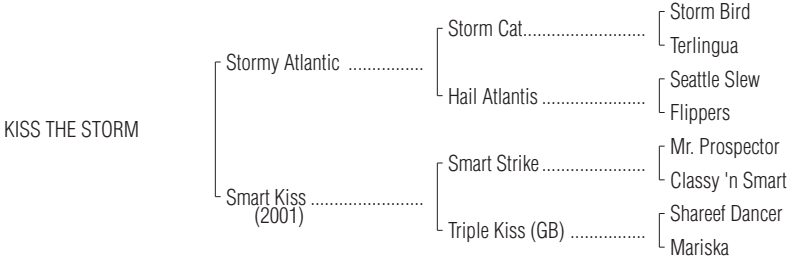 Storm Bird
Storm Cat..........................
Terlingua
Stormy Atlantic ................
Seattle Slew
Hail Atlantis ......................
Flippers
KISS THE STORM
Mr. Prospector
Smart Strike......................
Classy 'n Smart
Smart Kiss ........................
(2001)
Shareef Dancer
Triple Kiss (GB) ................
Mariska